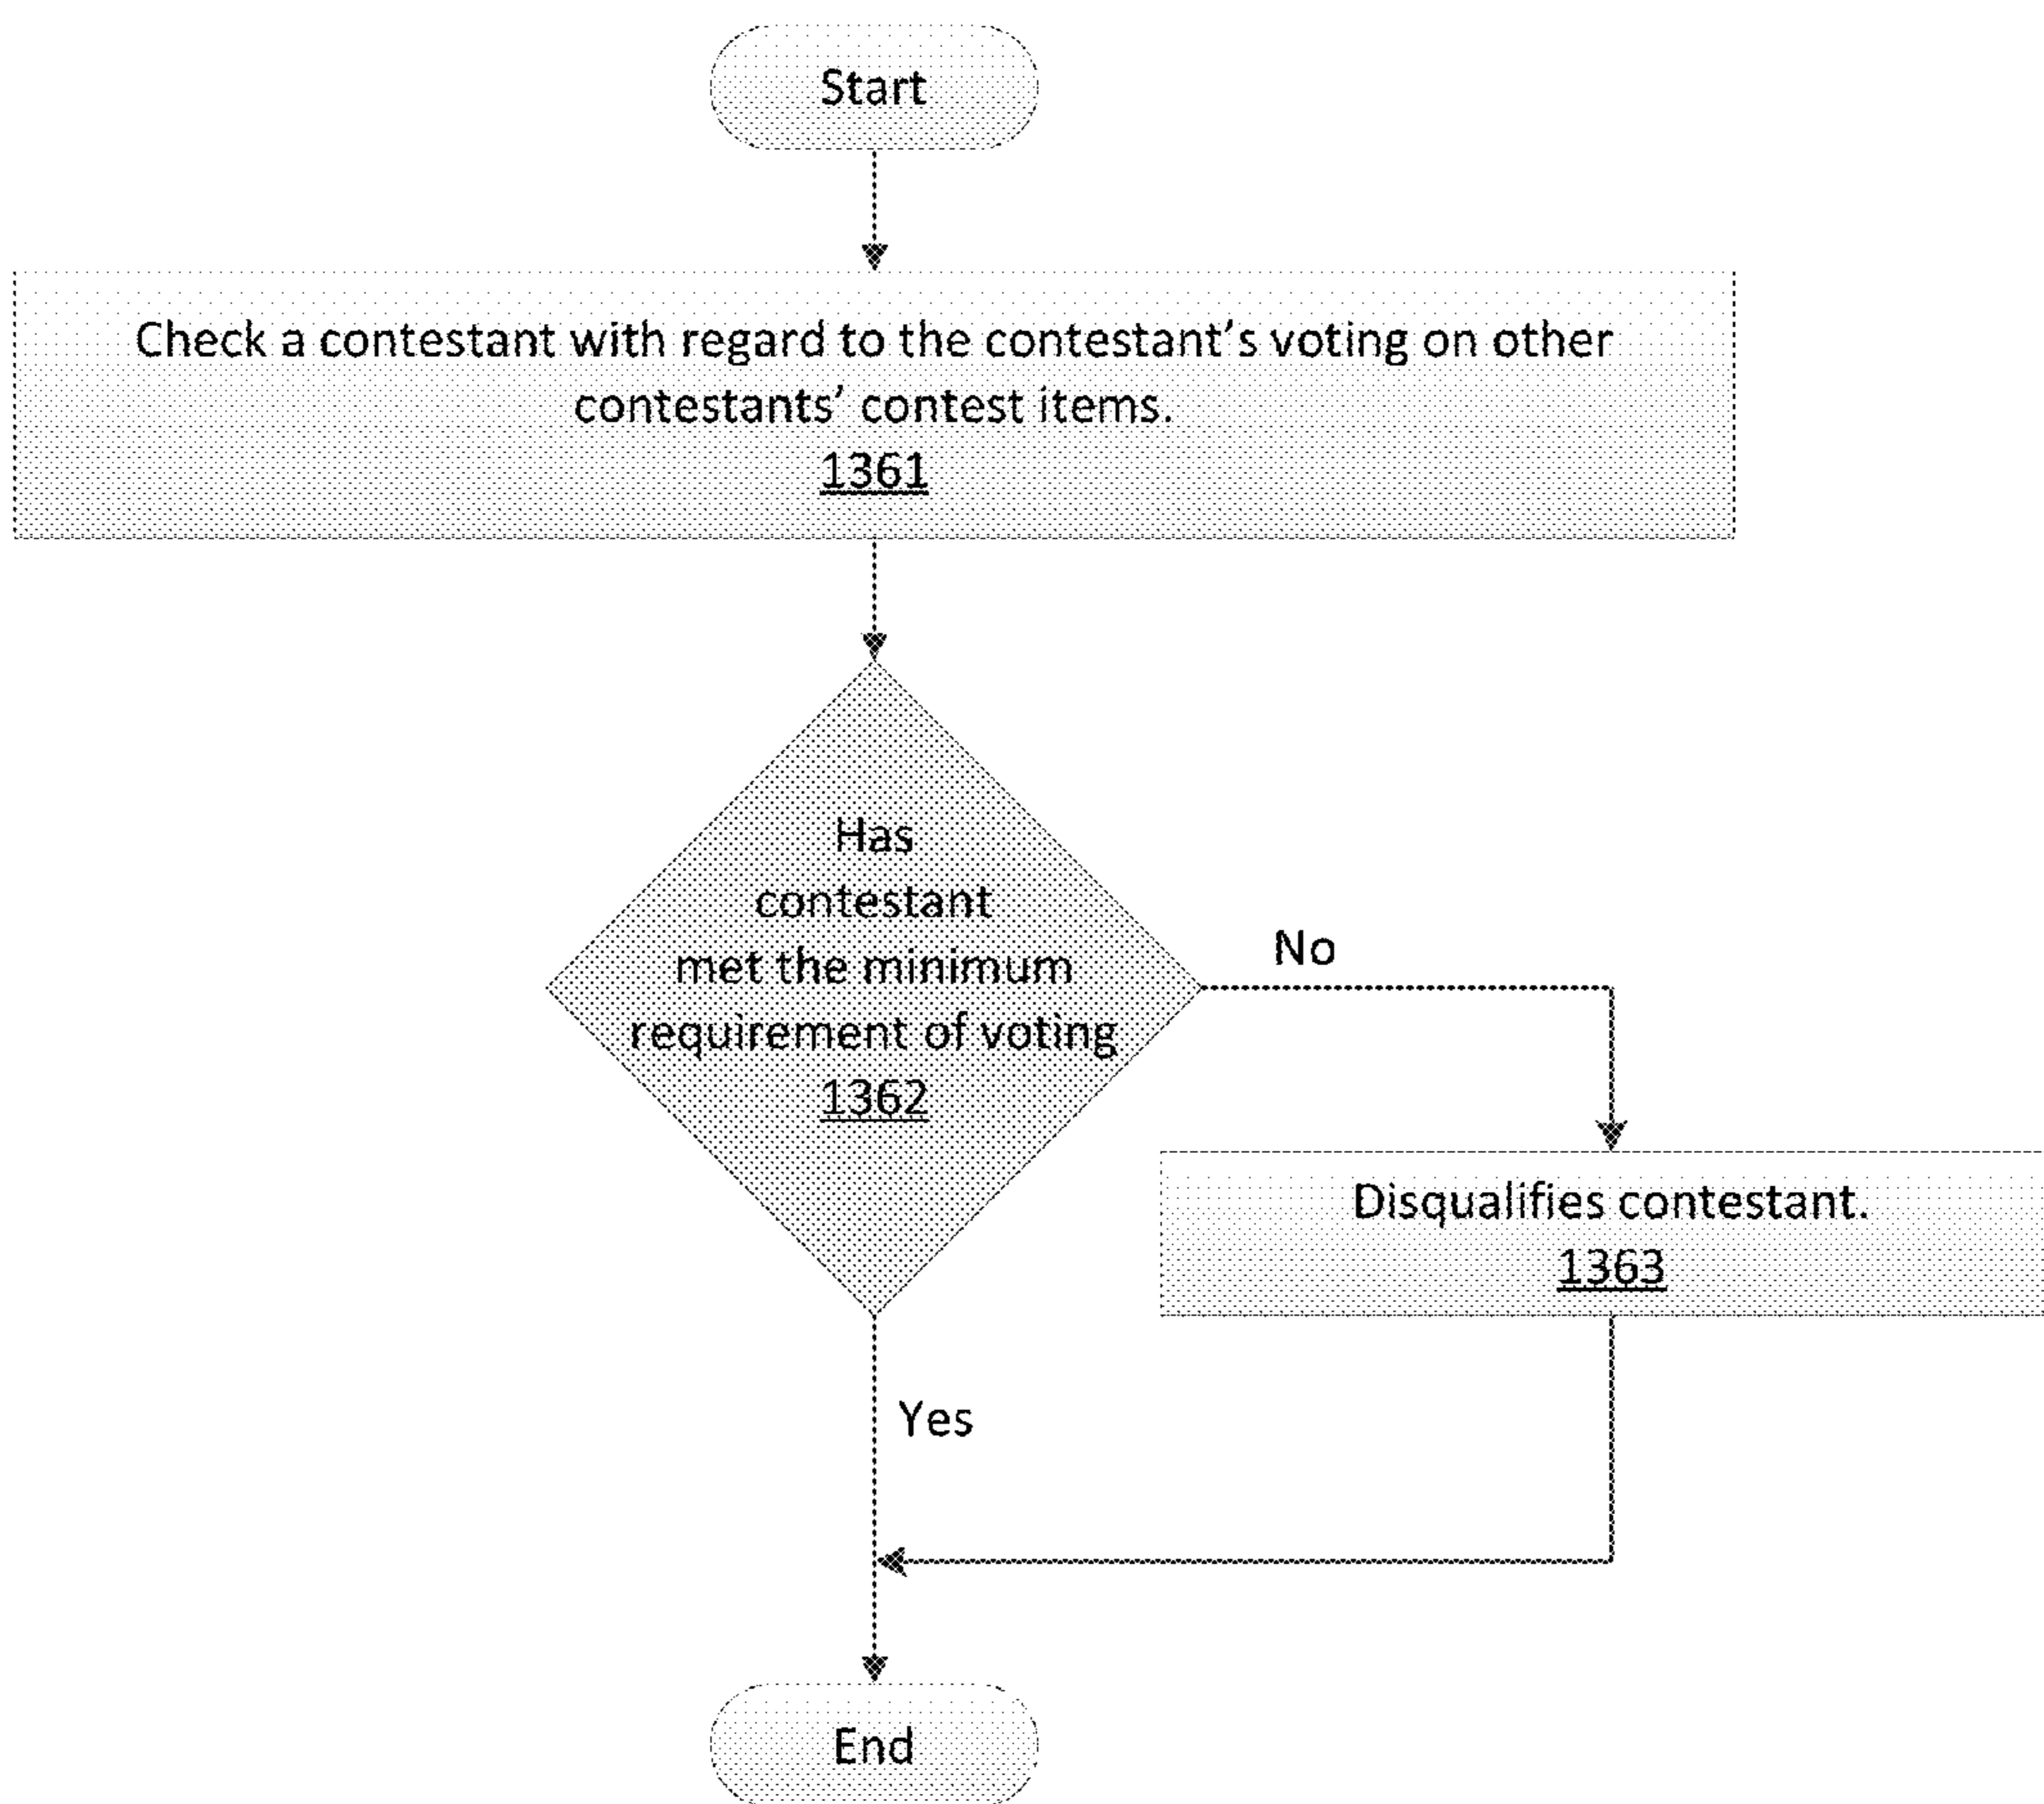 Start
Check a contestant with regard to the contestant’s voting on other
contestants’ contest items.
1361
Has
contestant
met the minimum
requirement of voting
1362
No
Disqualifies contestant.
1363
Yes
End